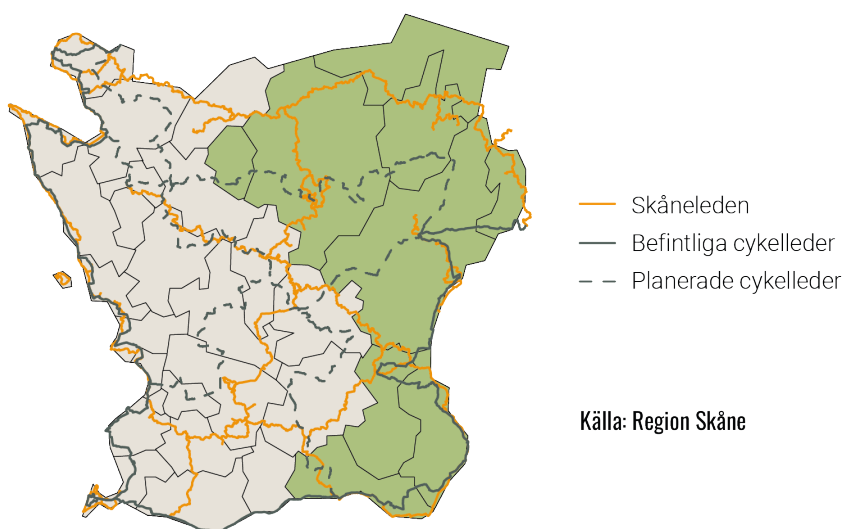 Skåneleden
Befintliga cykelleder
Planerade cykelleder
Källa: Region Skåne